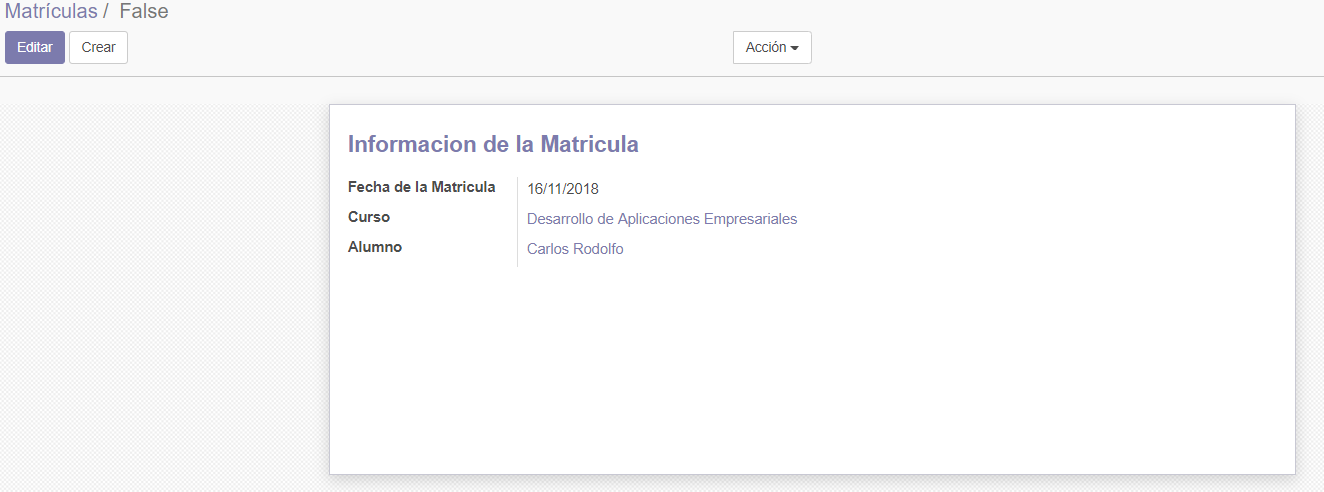 Matrículas / False
Editar Crear Acción
Informacion de la Matricula
Fecha de la Matricula 16/11/2018
Curso Desarrollo de Aplicaciones Empresariales
Alumno Carlos Rodolfo